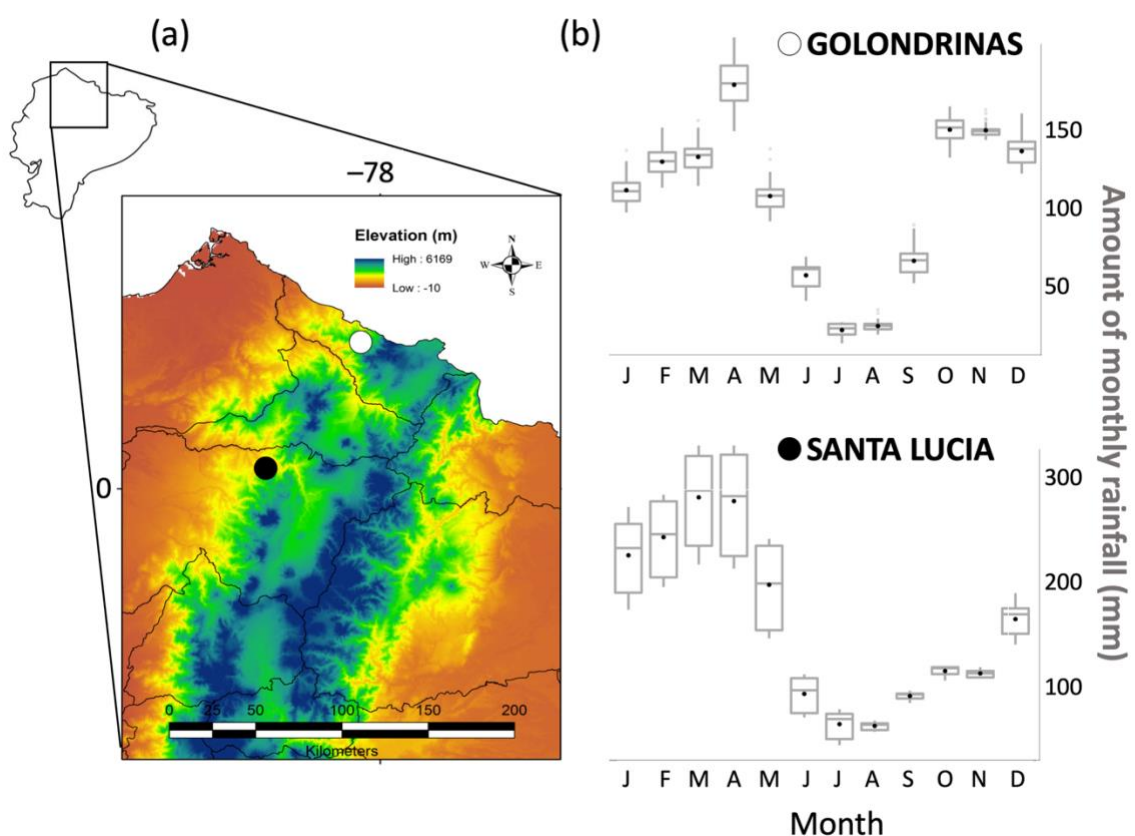 (a)
−78
Elevation (m)
High : 6169
Low : -10
N
W E
S
0
0 25 50 100 150 200
Kilometers
(b)
GOLONDRINAS
150
100
50
J F M A M J J A S O N D
SANTA LUCIA
300
200
100
J F M A M J J A S O N D
Month
Amount of monthly rainfall (mm)